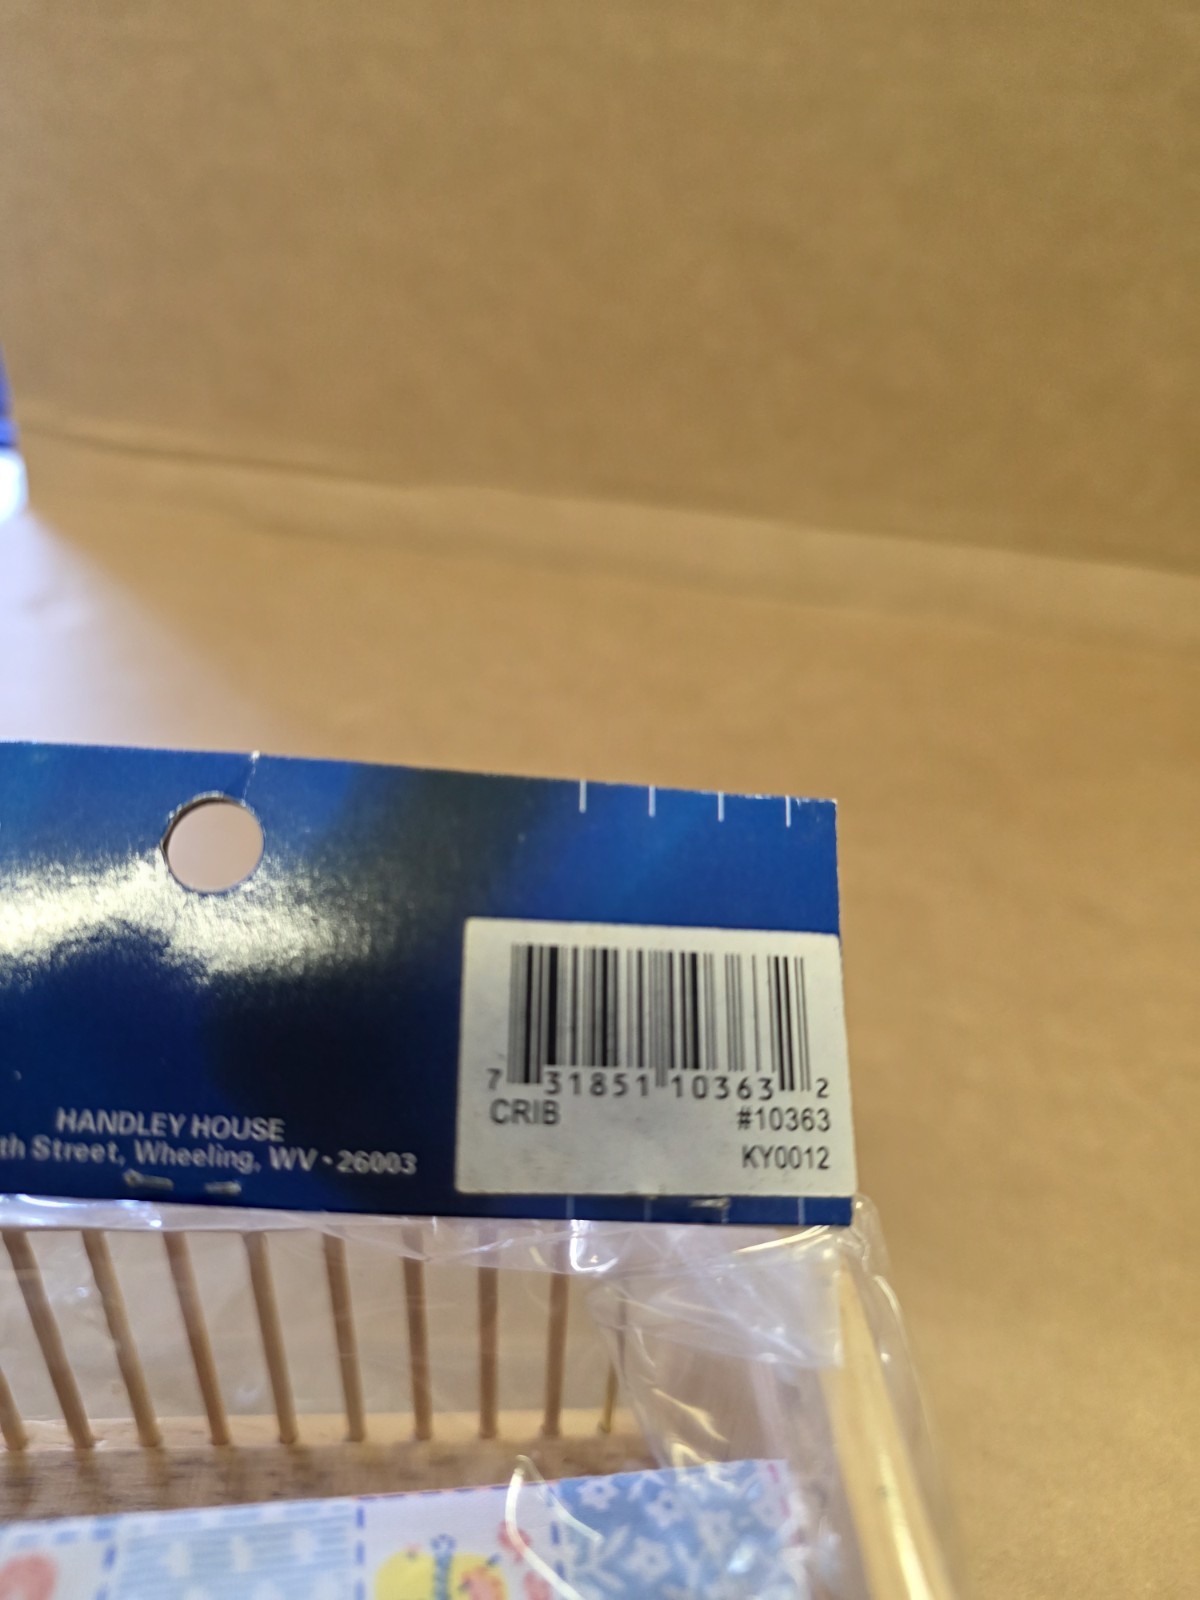 7 31851 10363 2
CRIB #10363
KY0012
HANDLEY HOUSE
th Street, Wheeling, WV • 26003